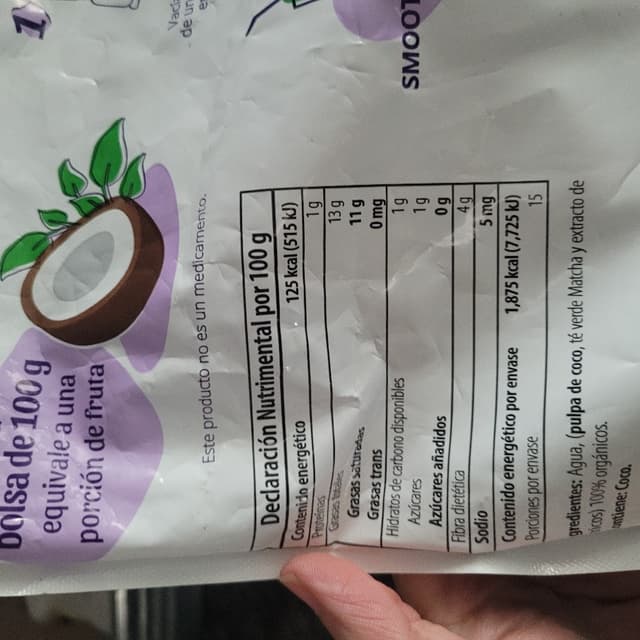 bolsa de 100 g
equivale a una
porción de fruta
Este producto no es un medicamento.
SMOOT
Declaración Nutrimental por 100 g
Contenido energético 125 kcal (515 kJ)
Proteínas 1 g
Grasas totales 13 g
Grasas saturadas 11 g
Grasas trans 0 mg
Hidratos de carbono disponibles 1 g
Azúcares 1 g
Azúcares añadidos 0 g
Fibra dietética 4 g
Sodio 5 mg
Contenido energético por envase 1,875 kcal (7,725 kJ)
Porciones por envase 15
gredientes: Agua, (pulpa de coco, té verde Matcha y extracto de
icos) 100% orgánicos.
ntiene: Coco.